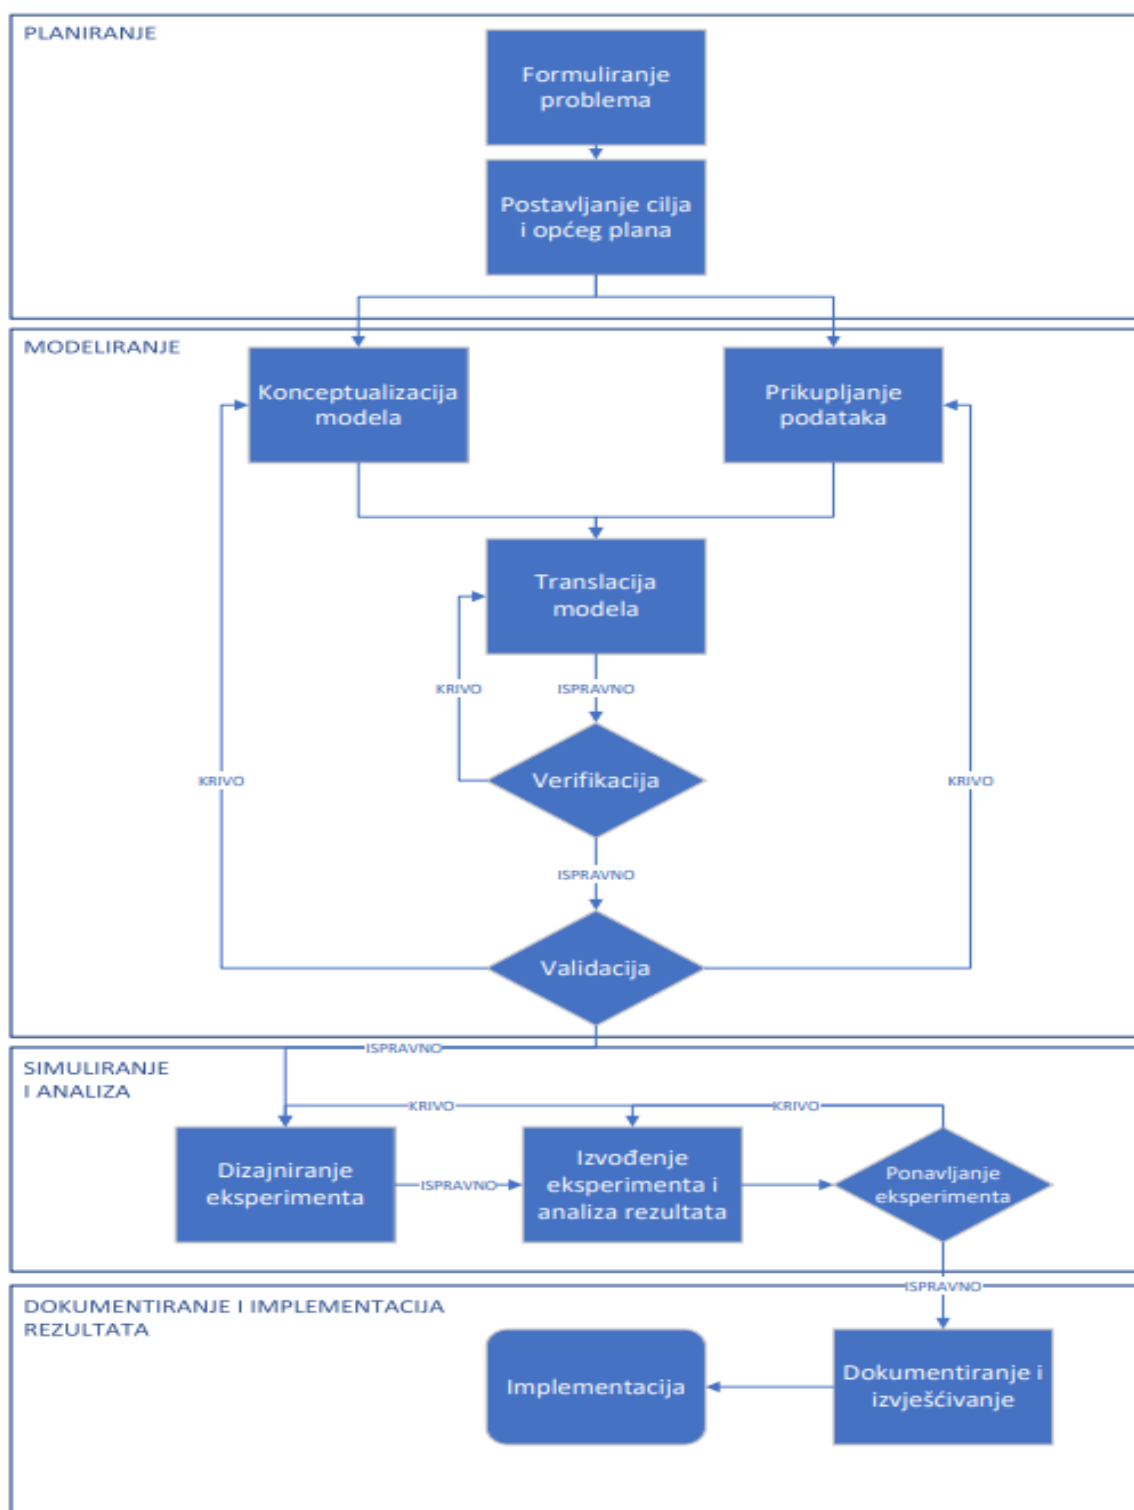 PLANIRANJE
Formuliranje
problema
Postavljanje cilja
i općeg plana
MODELIRANJE
Konceptualizacija
modela
Prikupljanje
podataka
Translacija
modela
KRIVO
ISPRAVNO
KRIVO
Verifikacija
KRIVO
ISPRAVNO
Validacija
ISPRAVNO
SIMULIRANJE
I ANALIZA
KRIVO
KRIVO
Dizajniranje
eksperimenta
ISPRAVNO
Izvođenje
eksperimenta i
analiza rezultata
Ponavljanje
eksperimenta
ISPRAVNO
DOKUMENTIRANJE I IMPLEMENTACIJA
REZULTATA
Implementacija
Dokumentiranje i
izvješćivanje